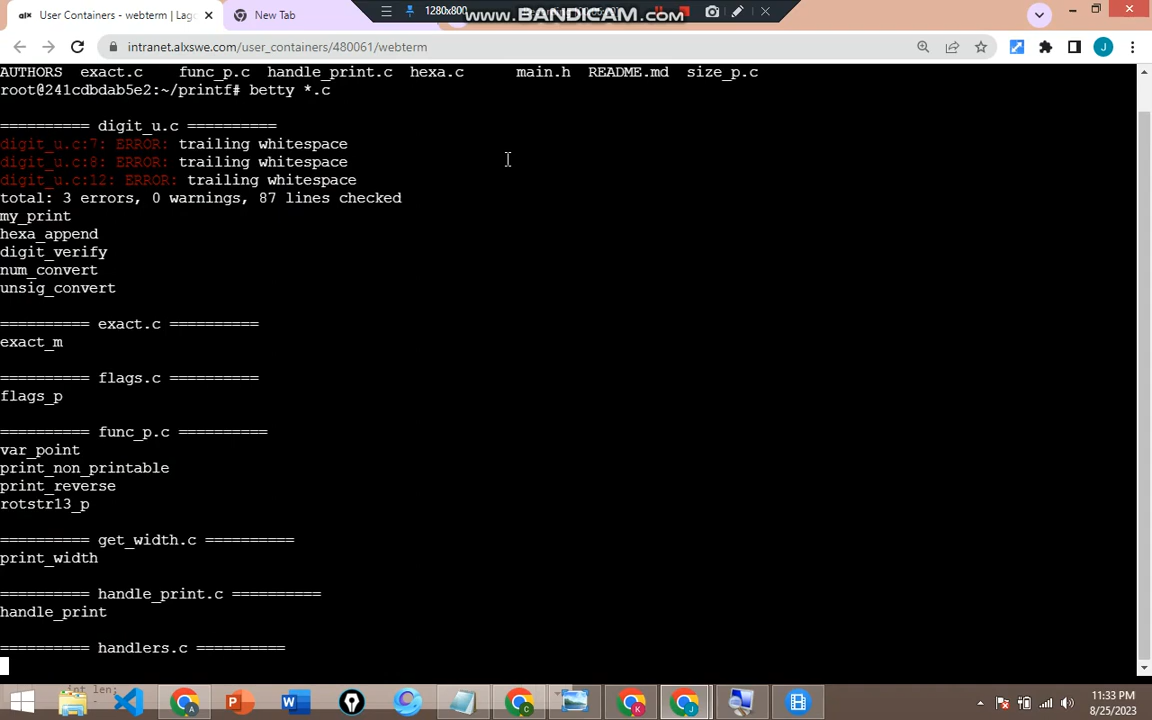 User Containers - webterm | Lag
New Tab
1280x800
www.BANDICAM.com
intranet.alxswe.com/user_containers/480061/webterm
J
AUTHORS exact.c func_p.c handle_print.c hexa.c main.h README.md size_p.c
root@241cdbdab5e2:~/printf# betty *.c
========== digit_u.c ==========
digit_u.c:7: ERROR: trailing whitespace
digit_u.c:8: ERROR: trailing whitespace
digit_u.c:12: ERROR: trailing whitespace
total: 3 errors, 0 warnings, 87 lines checked
my_print
hexa_append
digit_verify
num_convert
unsig_convert
========== exact.c ==========
exact_m
========== flags.c ==========
flags_p
========== func_p.c ==========
var_point
print_non_printable
print_reverse
rotstr13_p
========== get_width.c ==========
print_width
========== handle_print.c ==========
handle_print
========== handlers.c ==========
int len;
11:33 PM
8/25/2023